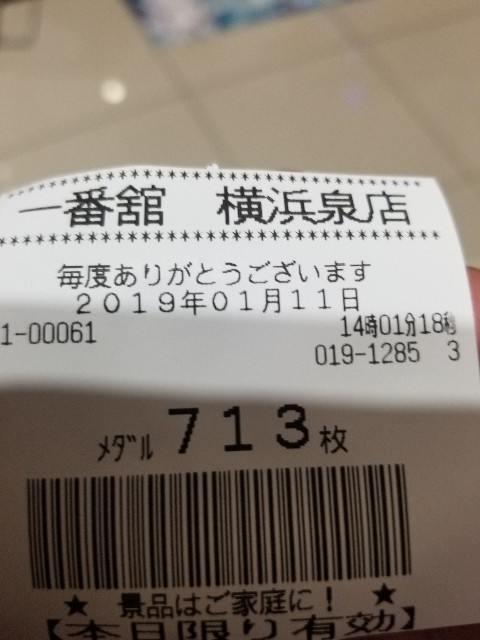 一番舘 横浜泉店
毎度ありがとうございます
2019年01月11日
1-00061 14時01分18秒
019-1285 3
メダル 713枚
★ 景品はご家庭に! ★
【本日限り有効】